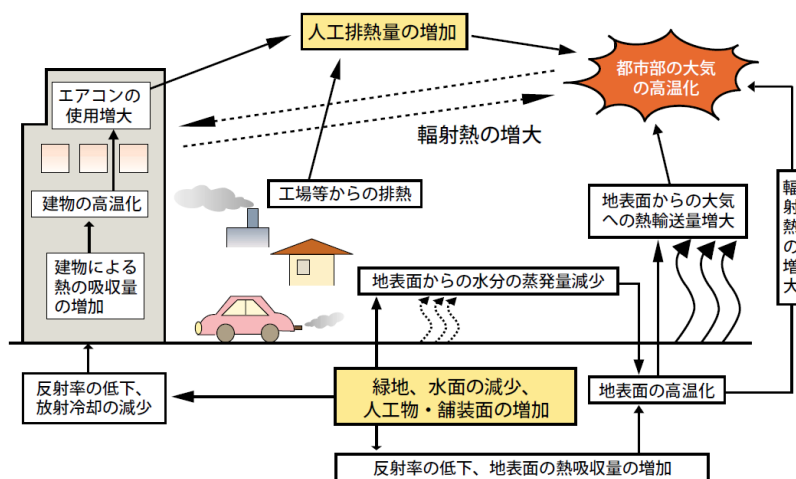 人工排熱量の増加
都市部の大気
の高温化
エアコンの
使用増大
輻射熱の増大
建物の高温化
工場等からの排熱
地表面からの大気
への熱輸送量増大
輻射熱の増大
建物による
熱の吸収量
の増加
地表面からの水分の蒸発量減少
反射率の低下、
放射冷却の減少
緑地、水面の減少、
人工物・舗装面の増加
地表面の高温化
反射率の低下、地表面の熱吸収量の増加